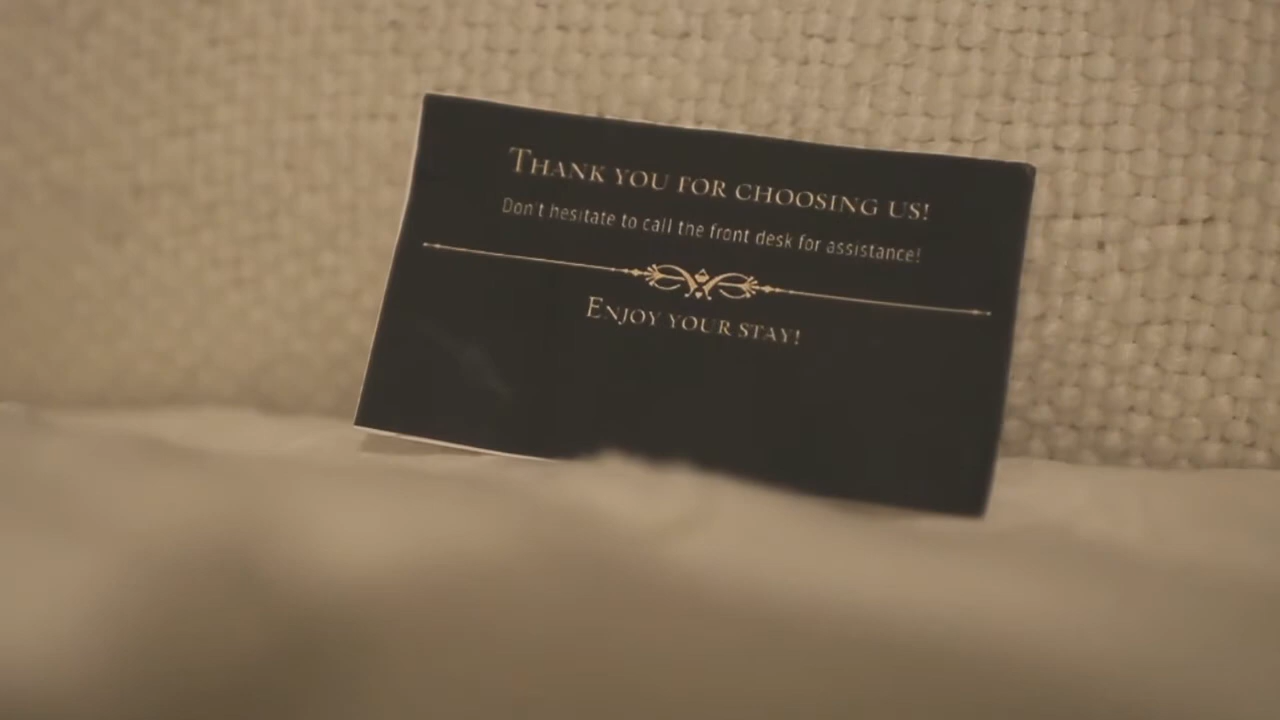 Thank you for choosing us!
Don't hesitate to call the front desk for assistance!
Enjoy your stay!